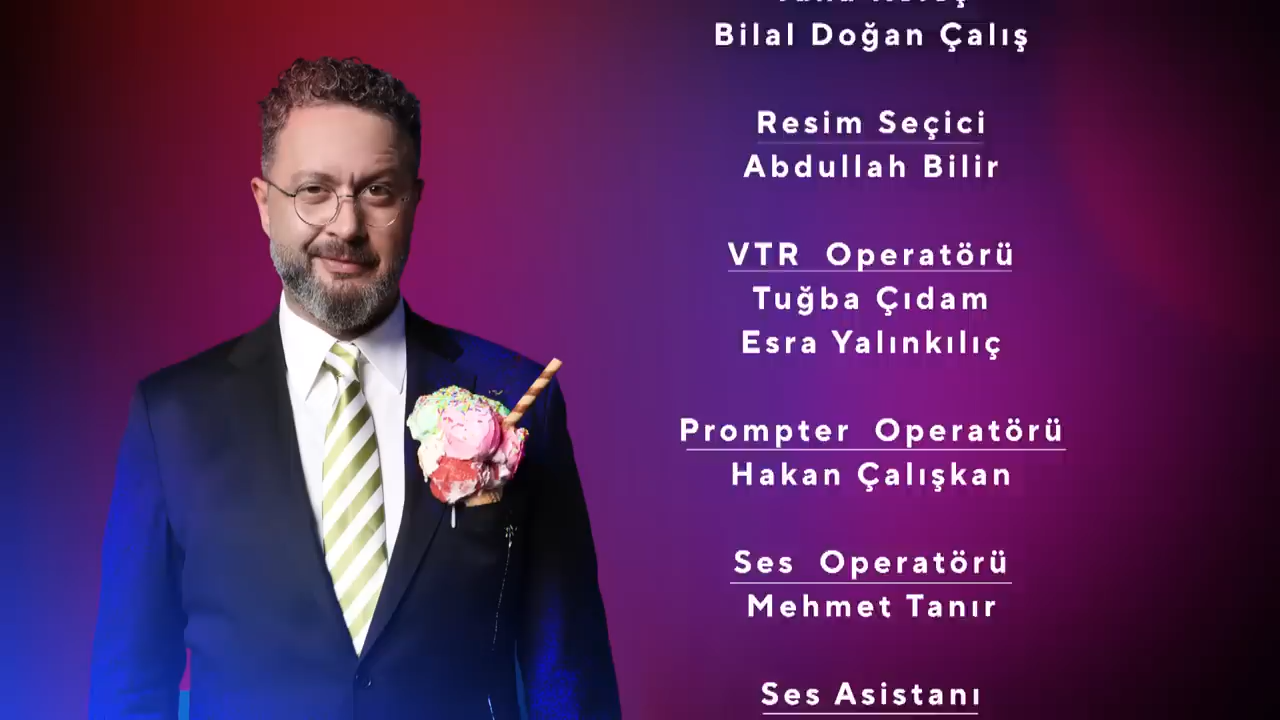 Bilal Doğan Çalış
Resim Seçici
Abdullah Bilir
VTR Operatörü
Tuğba Çıdam
Esra Yalınkılıç
Prompter Operatörü
Hakan Çalışkan
Ses Operatörü
Mehmet Tanır
Ses Asistanı